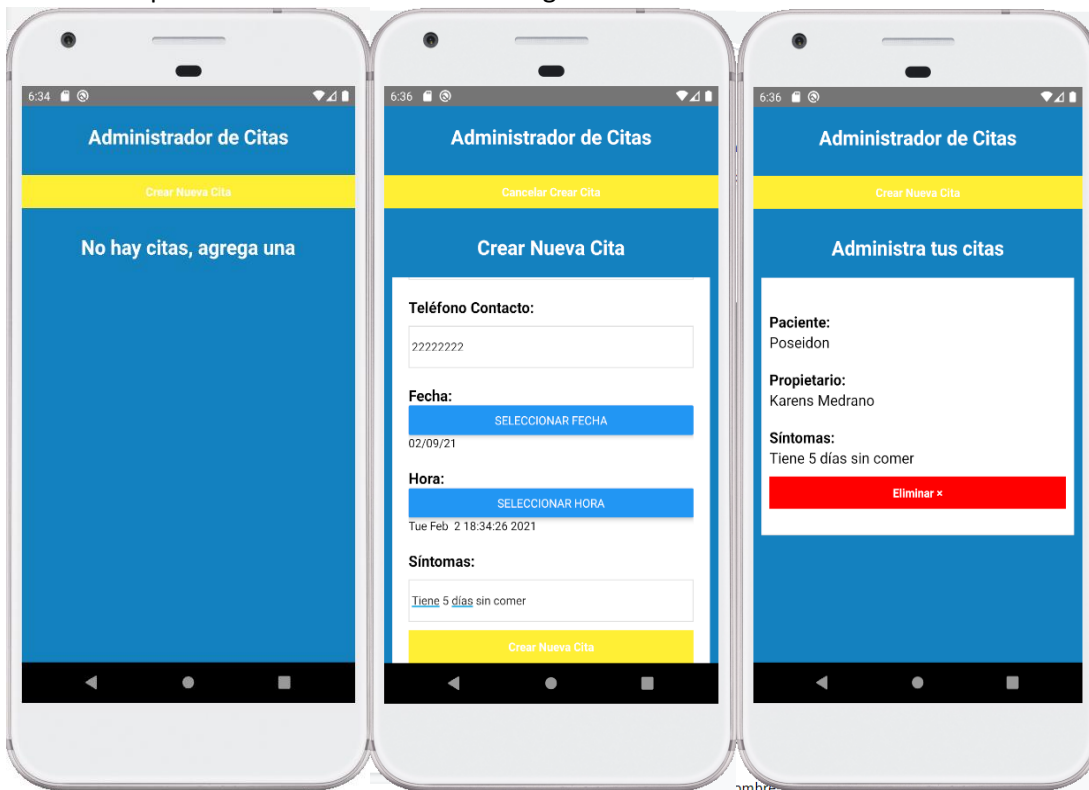 6:34
Administrador de Citas
Crear Nueva Cita
No hay citas, agrega una
6:36
Administrador de Citas
Cancelar Crear Cita
Crear Nueva Cita
Teléfono Contacto:
22222222
Fecha:
SELECCIONAR FECHA
02/09/21
Hora:
SELECCIONAR HORA
Tue Feb 2 18:34:26 2021
Síntomas:
Tiene 5 días sin comer
Crear Nueva Cita
6:36
Administrador de Citas
Crear Nueva Cita
Administra tus citas
Paciente:
Poseidon
Propietario:
Karens Medrano
Síntomas:
Tiene 5 días sin comer
Eliminar ×